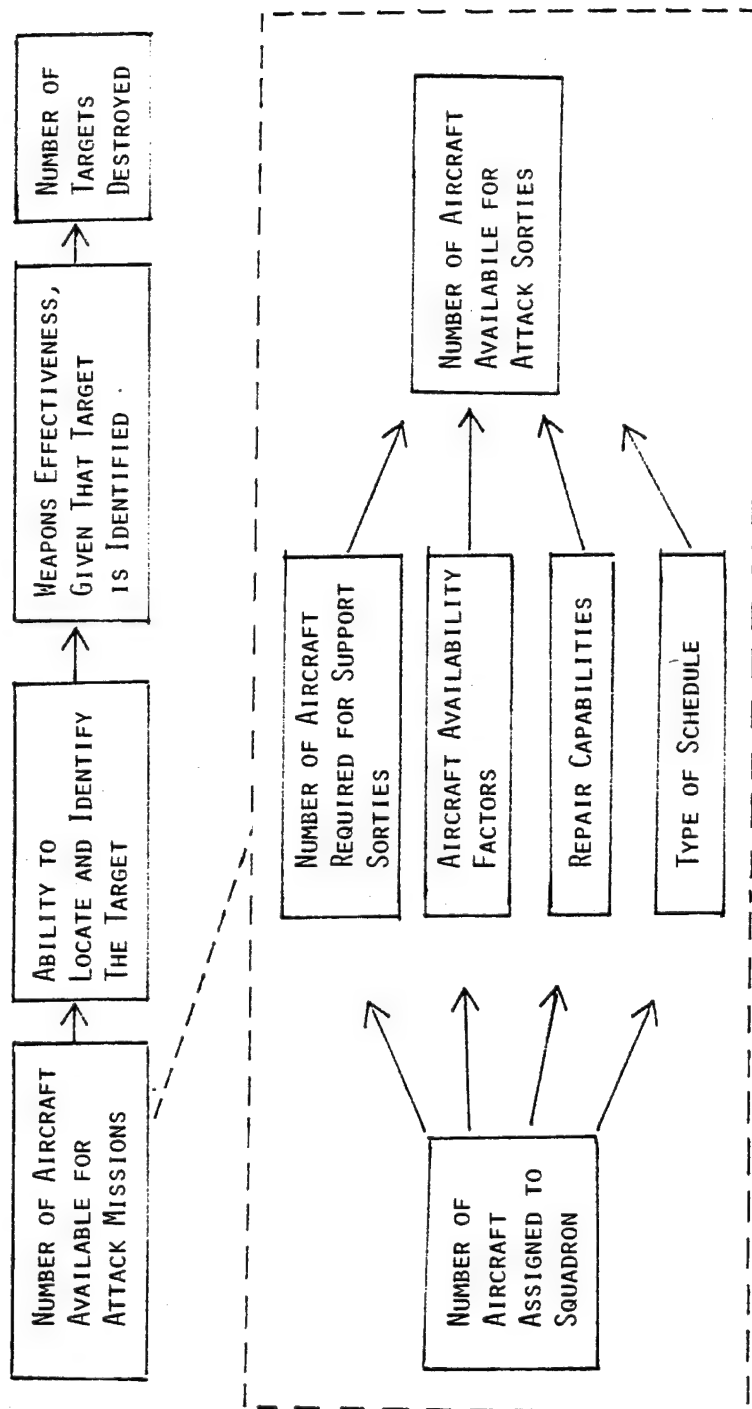 NUMBER OF AIRCRAFT
AVAILABLE FOR
ATTACK MISSIONS
ABILITY TO
LOCATE AND IDENTIFY
THE TARGET
WEAPONS EFFECTIVENESS,
GIVEN THAT TARGET
IS IDENTIFIED
NUMBER OF
TARGETS
DESTROYED
NUMBER OF
AIRCRAFT
ASSIGNED TO
SQUADRON
NUMBER OF AIRCRAFT
REQUIRED FOR SUPPORT
SORTIES
AIRCRAFT AVAILABILITY
FACTORS
REPAIR CAPABILITIES
TYPE OF SCHEDULE
NUMBER OF AIRCRAFT
AVAILABILE FOR
ATTACK SORTIES